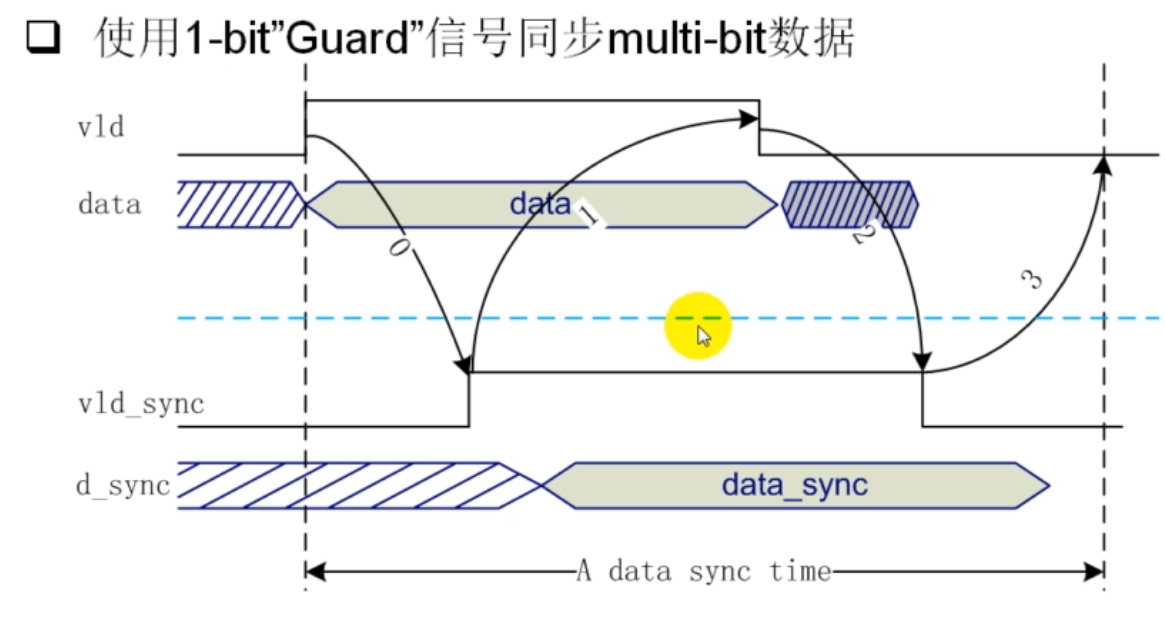 使用1-bit”Guard”信号同步multi-bit数据
vld
data
data
0
1
2
3
vld_sync
d_sync
data_sync
A data sync time